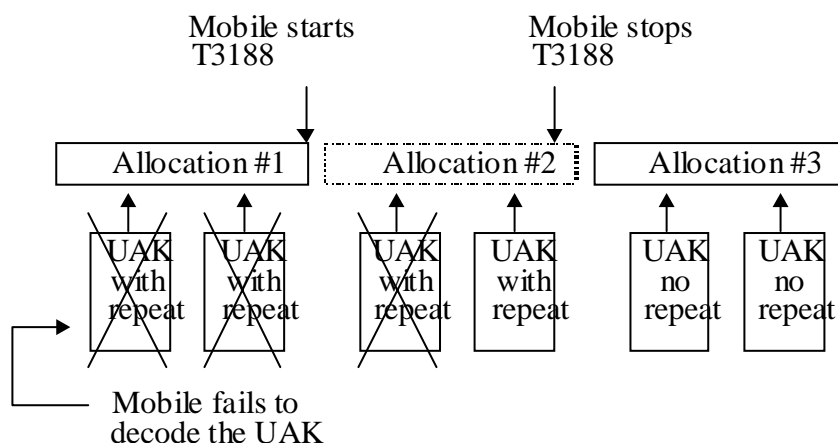 Mobile starts
T3188
Mobile stops
T3188
Allocation #1
Allocation #2
Allocation #3
UAK
with
repeat
UAK
with
repeat
UAK
with
repeat
UAK
with
repeat
UAK
no
repeat
UAK
no
repeat
Mobile fails to
decode the UAK